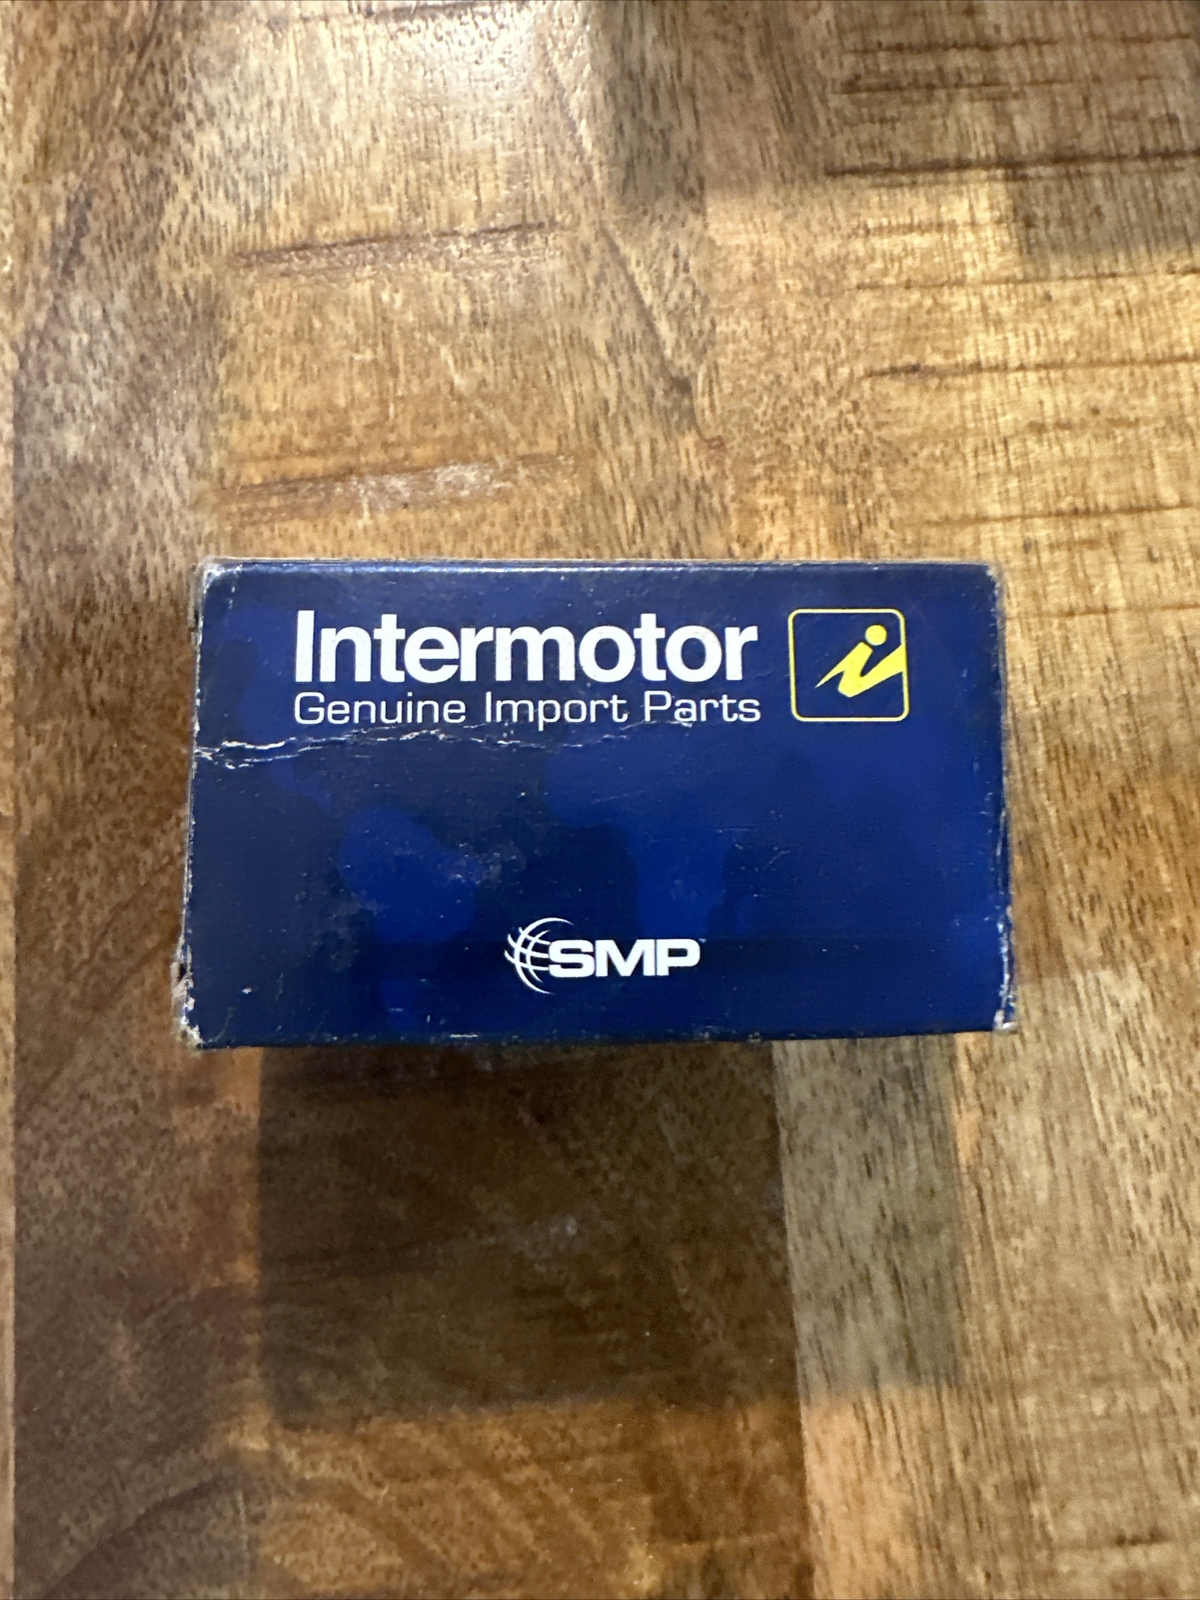 Intermotor
Genuine Import Parts
SMP